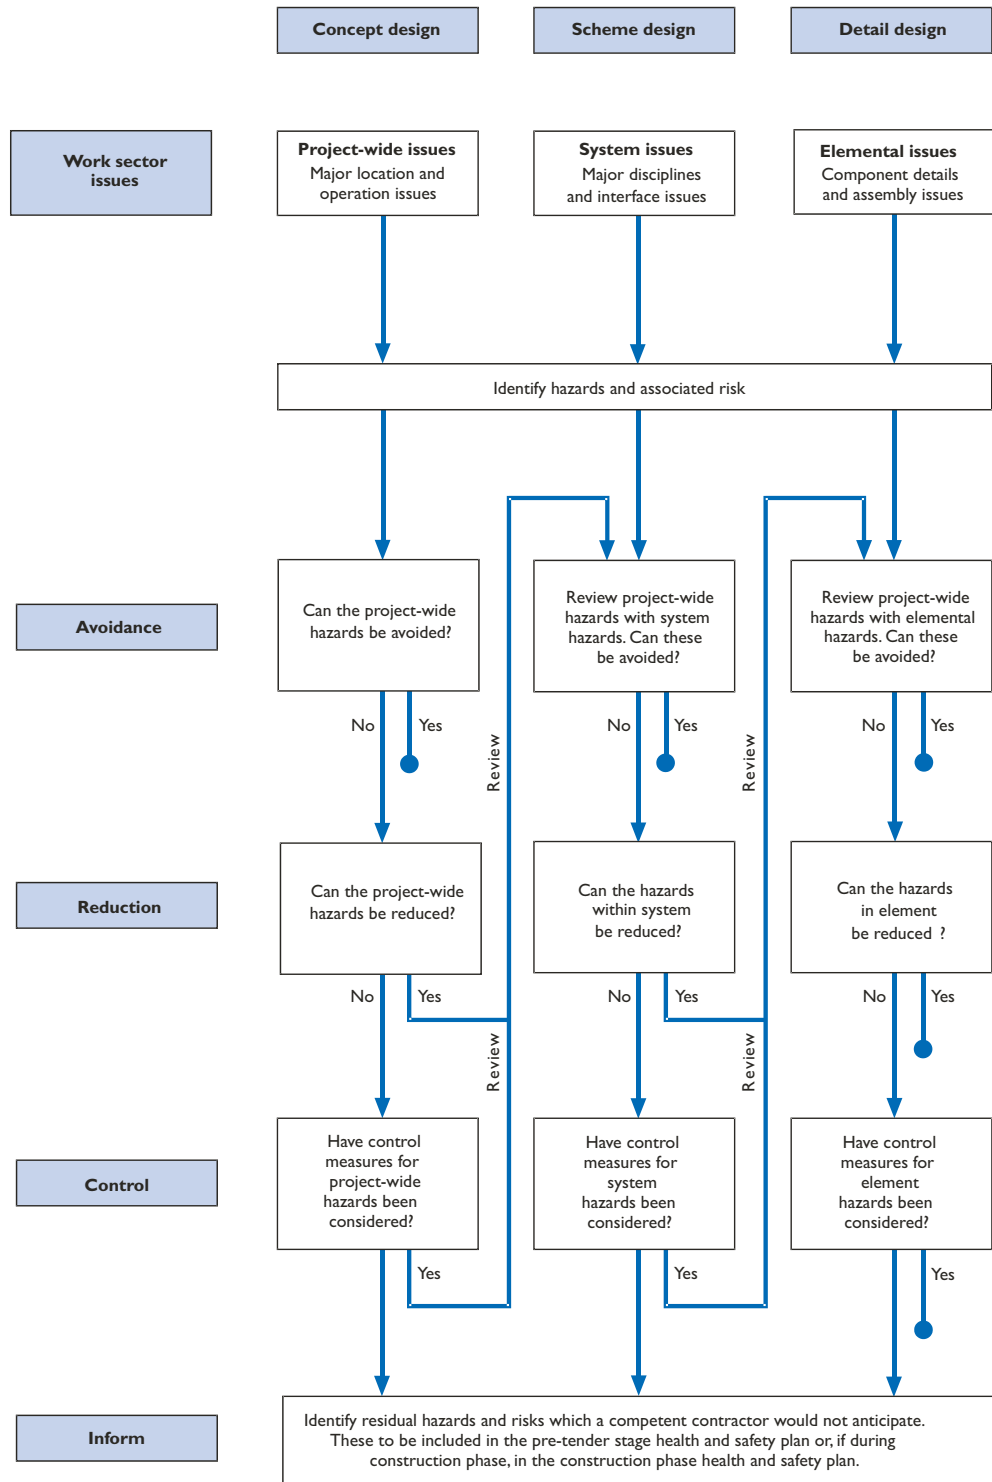 Concept design
Scheme design
Detail design
Work sector
issues
Project-wide issues
Major location and
operation issues
System issues
Major disciplines
and interface issues
Elemental issues
Component details
and assembly issues
Identify hazards and associated risk
Avoidance
Can the project-wide
hazards be avoided?
Review project-wide
hazards with system
hazards. Can these
be avoided?
Review project-wide
hazards with elemental
hazards. Can these
be avoided?
No
Yes
Review
No
Yes
Review
No
Yes
Reduction
Can the project-wide
hazards be reduced?
Can the hazards
within system
be reduced?
Can the hazards
in element
be reduced ?
No
Yes
Review
No
Yes
Review
No
Yes
Control
Have control
measures for
project-wide
hazards been
considered?
Have control
measures for
system
hazards been
considered?
Have control
measures for
element
hazards been
considered?
Yes
Yes
Yes
Inform
Identify residual hazards and risks which a competent contractor would not anticipate.
These to be included in the pre-tender stage health and safety plan or, if during
construction phase, in the construction phase health and safety plan.